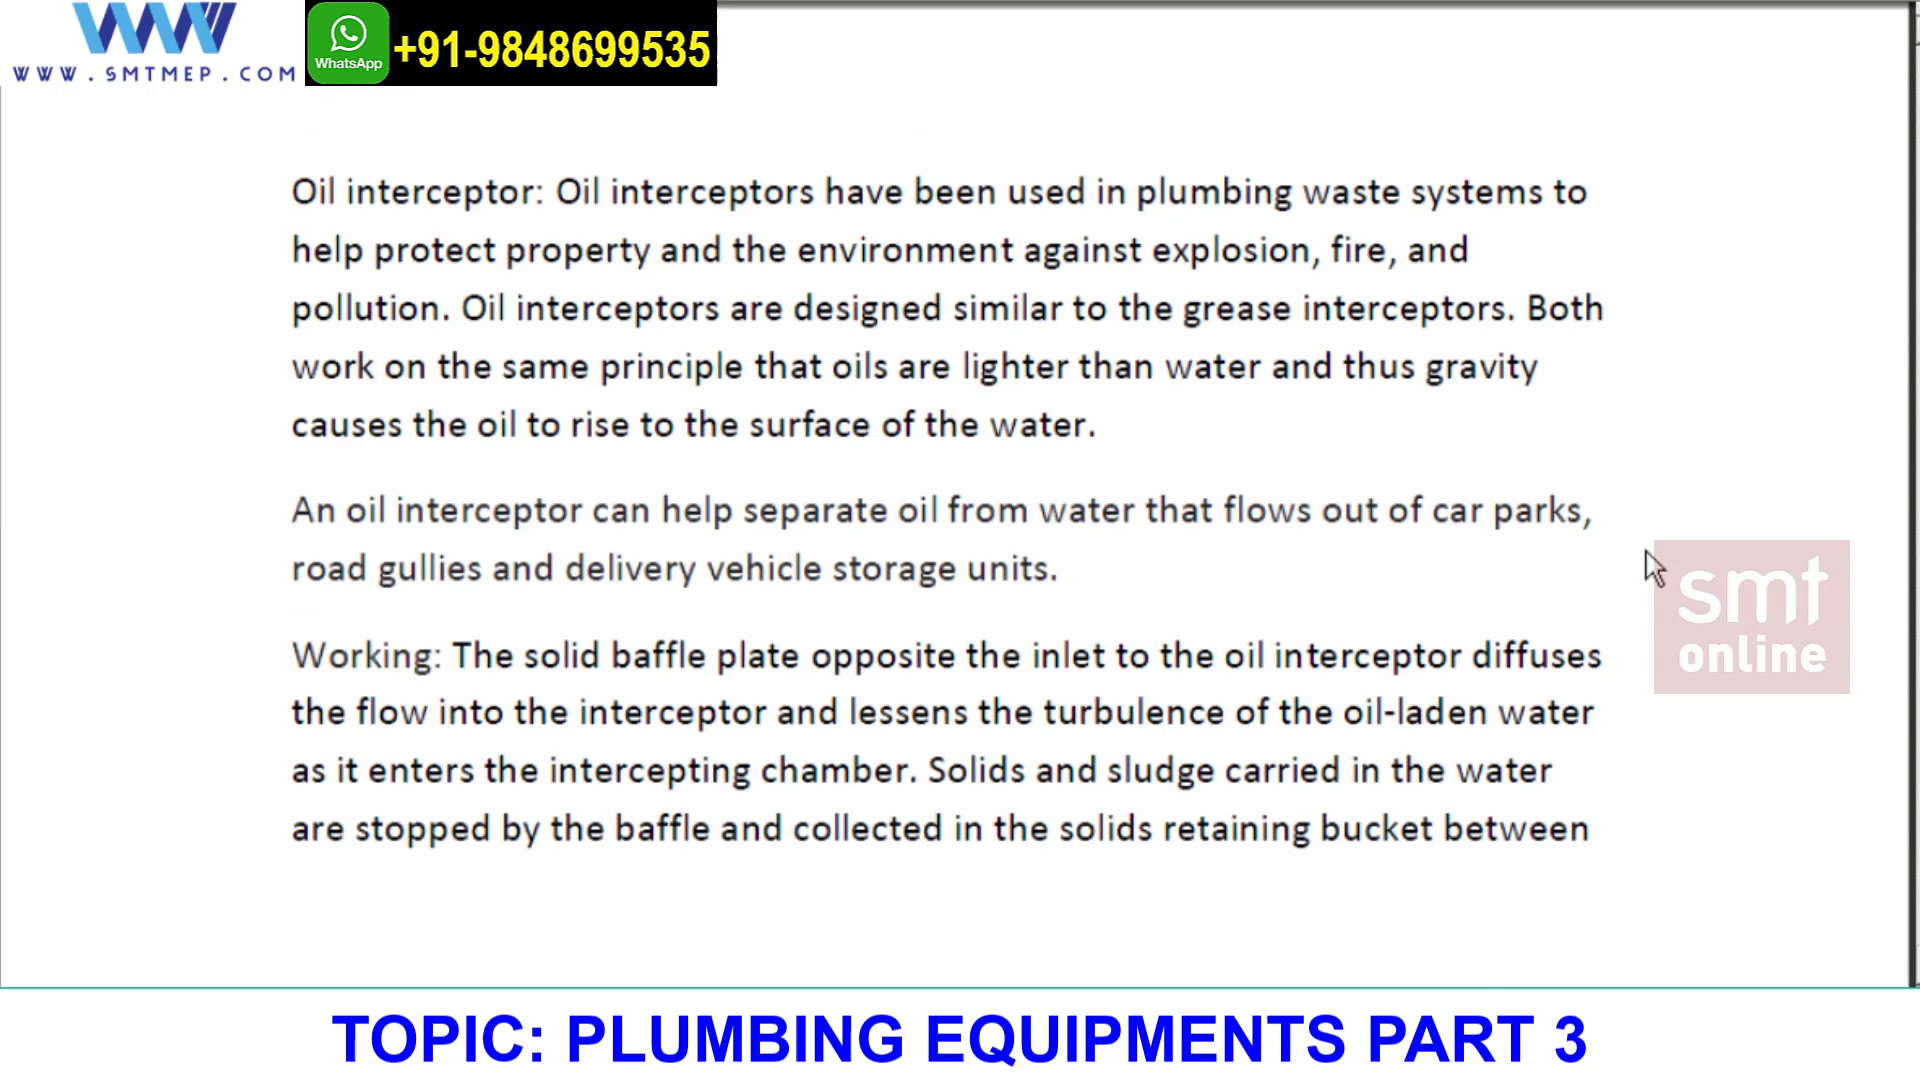 WWW.SMTMEP.COM
WhatsApp
+91-9848699535
Oil interceptor: Oil interceptors have been used in plumbing waste systems to
help protect property and the environment against explosion, fire, and
pollution. Oil interceptors are designed similar to the grease interceptors. Both
work on the same principle that oils are lighter than water and thus gravity
causes the oil to rise to the surface of the water.
An oil interceptor can help separate oil from water that flows out of car parks,
road gullies and delivery vehicle storage units.
smt
online
Working: The solid baffle plate opposite the inlet to the oil interceptor diffuses
the flow into the interceptor and lessens the turbulence of the oil-laden water
as it enters the intercepting chamber. Solids and sludge carried in the water
are stopped by the baffle and collected in the solids retaining bucket between
TOPIC: PLUMBING EQUIPMENTS PART 3